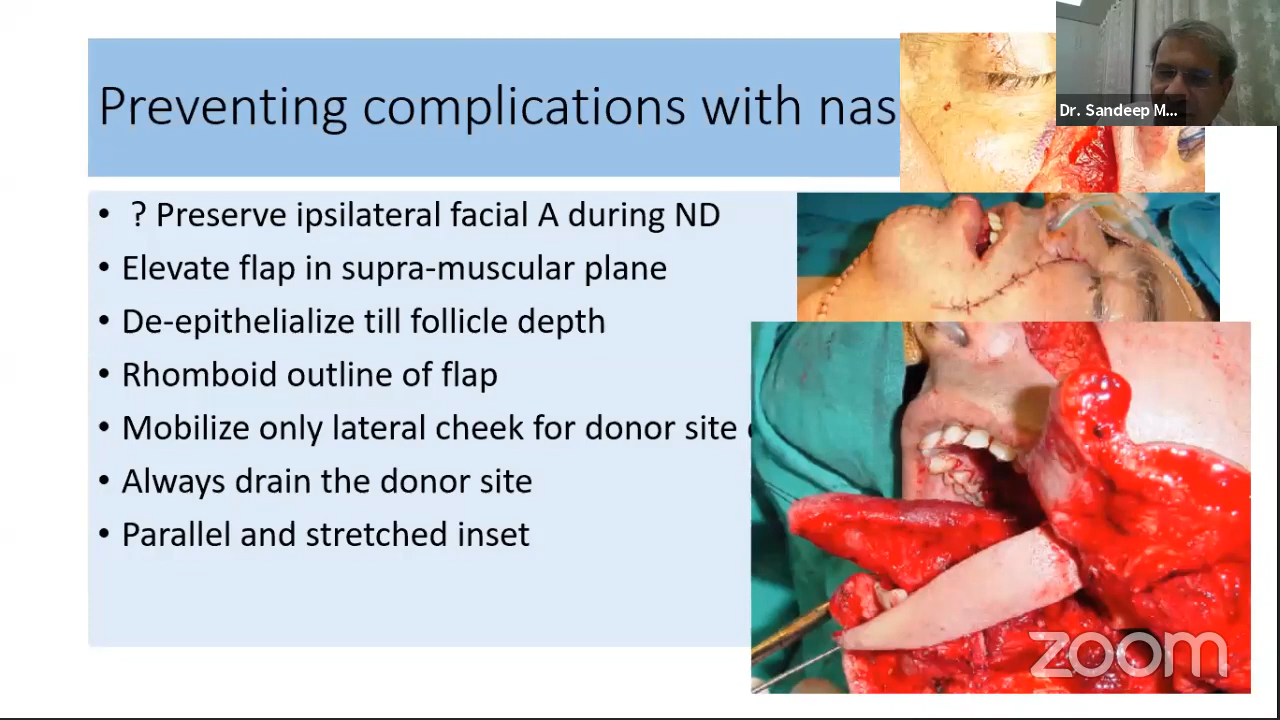 Preventing complications with nas
Dr. Sandeep M...
• ? Preserve ipsilateral facial A during ND
• Elevate flap in supra-muscular plane
• De-epithelialize till follicle depth
• Rhomboid outline of flap
• Mobilize only lateral cheek for donor site
• Always drain the donor site
• Parallel and stretched inset
zoom